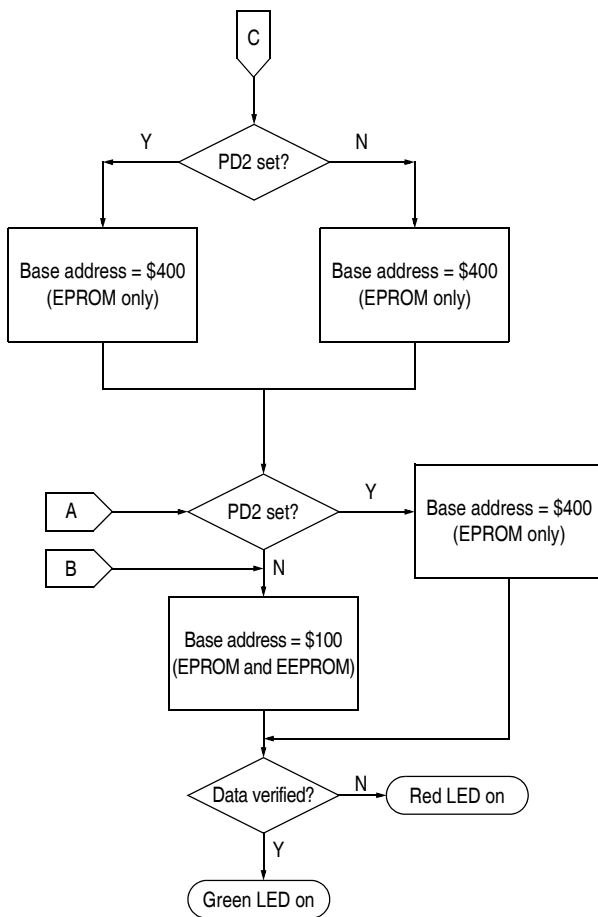 C
Y
PD2 set?
N
Base address = $400
(EPROM only)
Base address = $400
(EPROM only)
A
PD2 set?
Y
Base address = $400
(EPROM only)
B
N
Base address = $100
(EPROM and EEPROM)
Data verified?
N
Red LED on
Y
Green LED on